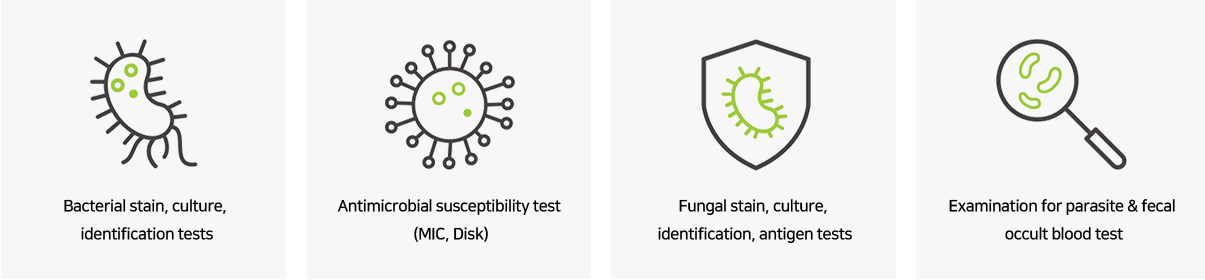 Bacterial stain, culture,
identification tests
Antimicrobial susceptibility test
(MIC, Disk)
Fungal stain, culture,
identification, antigen tests
Examination for parasite & fecal
occult blood test